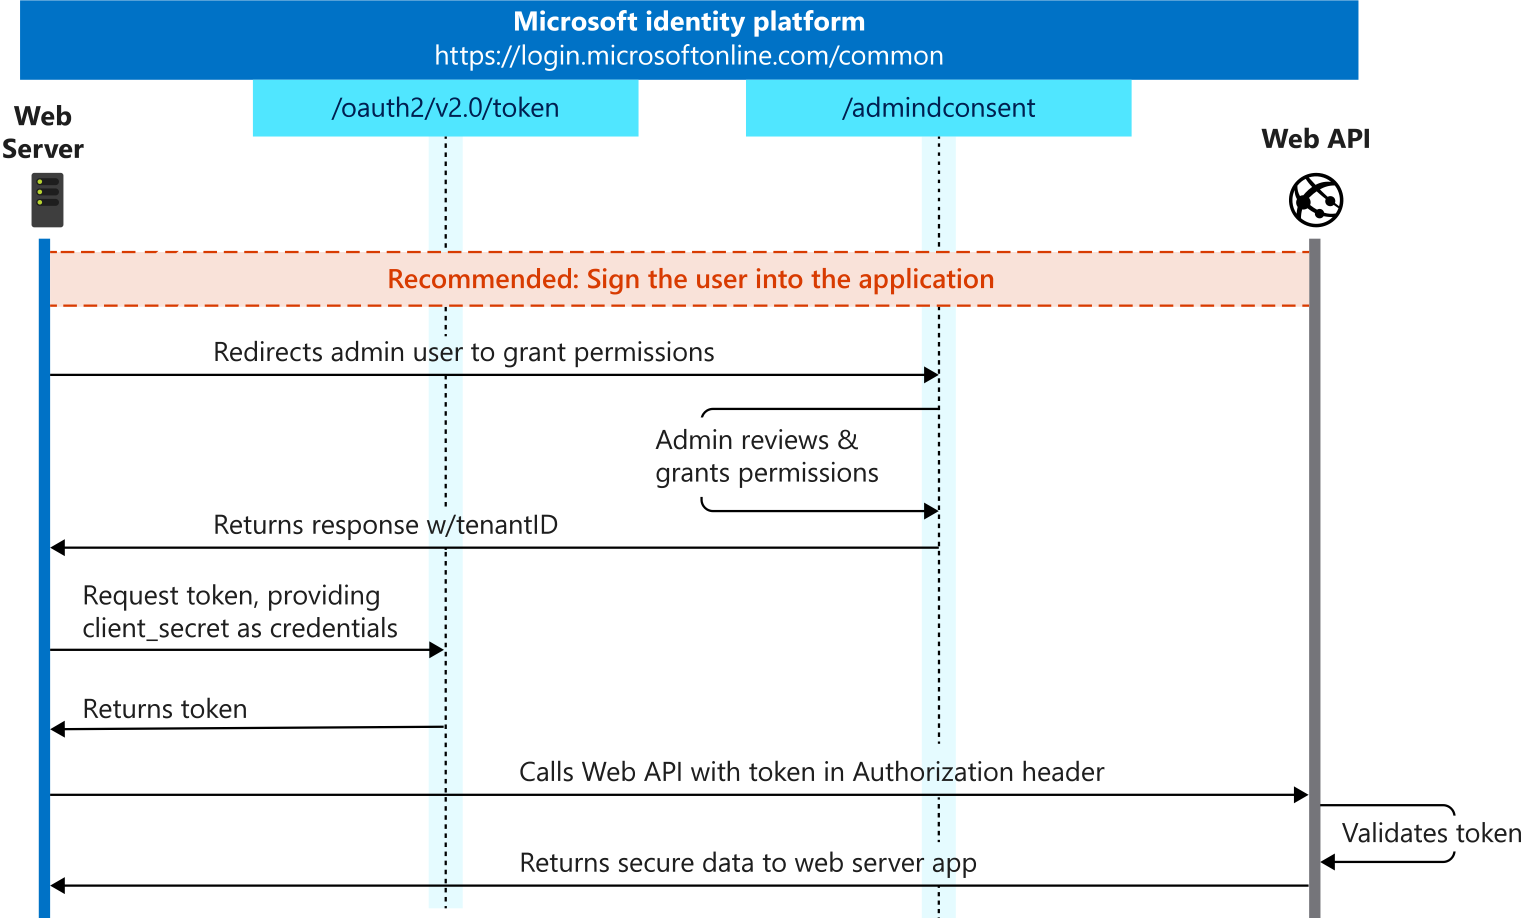 Microsoft identity platform
https://login.microsoftonline.com/common
/oauth2/v2.0/token
/admindconsent
Web
Server
Web API
Recommended: Sign the user into the application
Redirects admin user to grant permissions
Admin reviews &
grants permissions
Returns response w/tenantID
Request token, providing
client_secret as credentials
Returns token
Calls Web API with token in Authorization header
Validates token
Returns secure data to web server app